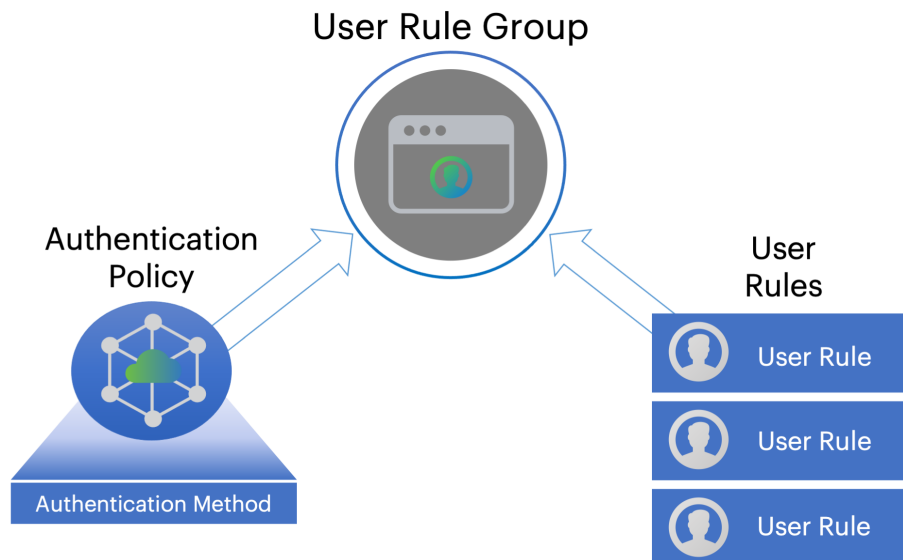 User Rule Group
Authentication
Policy
Authentication Method
User
Rules
User Rule
User Rule
User Rule